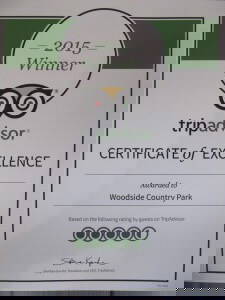 2015
Winner
tripadvisor®
CERTIFICATE of EXCELLENCE
Awarded to
Woodside Country Park
Based on the following rating by guests on TripAdvisor